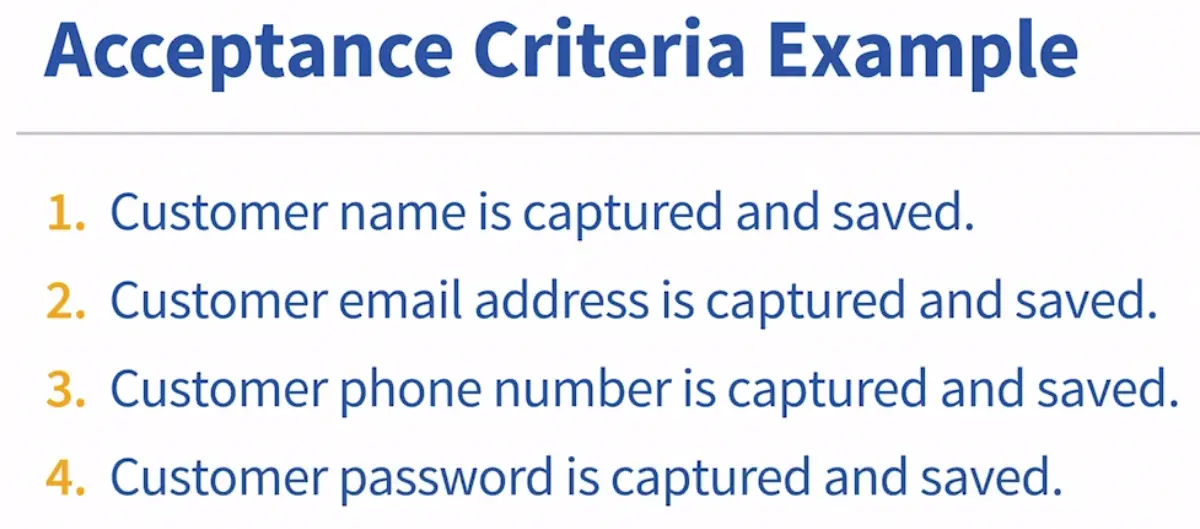 Acceptance Criteria Example
1. Customer name is captured and saved.
2. Customer email address is captured and saved.
3. Customer phone number is captured and saved.
4. Customer password is captured and saved.